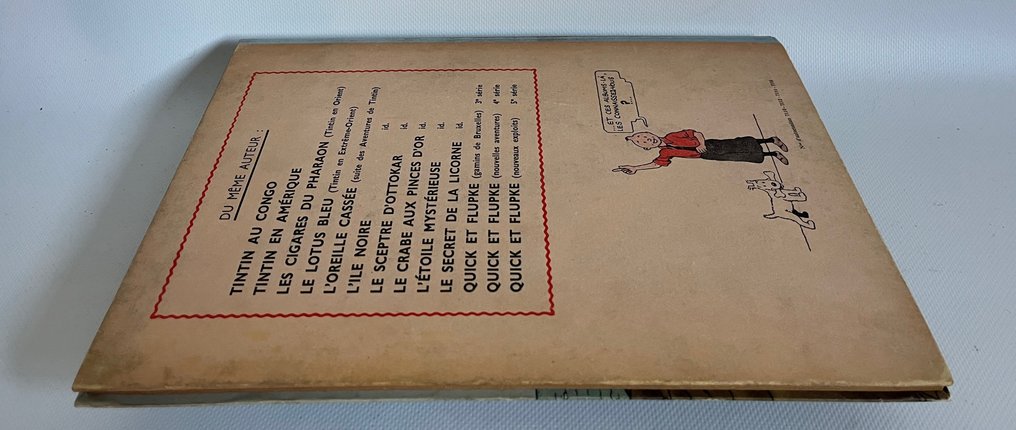 DU MÊME AUTEUR :
TINTIN AU CONGO
TINTIN EN AMÉRIQUE
LES CIGARES DU PHARAON
LE LOTUS BLEU (Tintin en Orient)
L'OREILLE CASSÉE (Tintin en Extrême-Orient)
L'ILE NOIRE (suite des Aventures de Tintin)
LE SCEPTRE D'OTTOKAR id.
LE CRABE AUX PINCES D'OR id.
L'ÉTOILE MYSTÉRIEUSE id.
LE SECRET DE LA LICORNE id.
QUICK ET FLUPKE (gamins de Bruxelles) 3e série
QUICK ET FLUPKE (nouvelles aventures) 4e série
QUICK ET FLUPKE (nouveaux exploits) 5e série
ET CES ALBUMS-LÀ,
LES CONNAISSEZ-VOUS
?